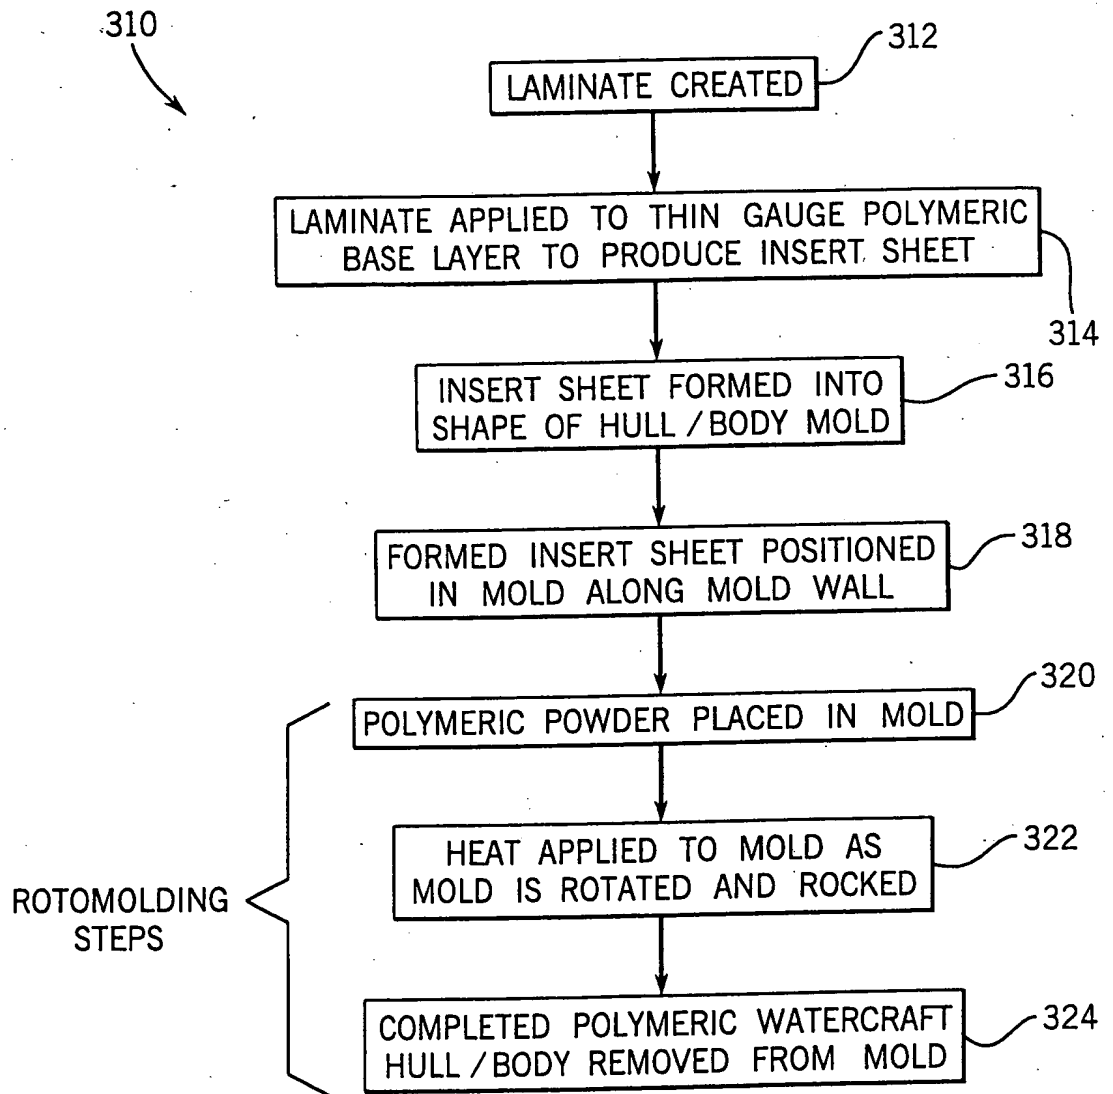 310
312
LAMINATE CREATED
LAMINATE APPLIED TO THIN GAUGE POLYMERIC
BASE LAYER TO PRODUCE INSERT SHEET
314
INSERT SHEET FORMED INTO
SHAPE OF HULL / BODY MOLD
316
FORMED INSERT SHEET POSITIONED
IN MOLD ALONG MOLD WALL
318
POLYMERIC POWDER PLACED IN MOLD
320
HEAT APPLIED TO MOLD AS
MOLD IS ROTATED AND ROCKED
322
ROTOMOLDING
STEPS
COMPLETED POLYMERIC WATERCRAFT
HULL / BODY REMOVED FROM MOLD
324